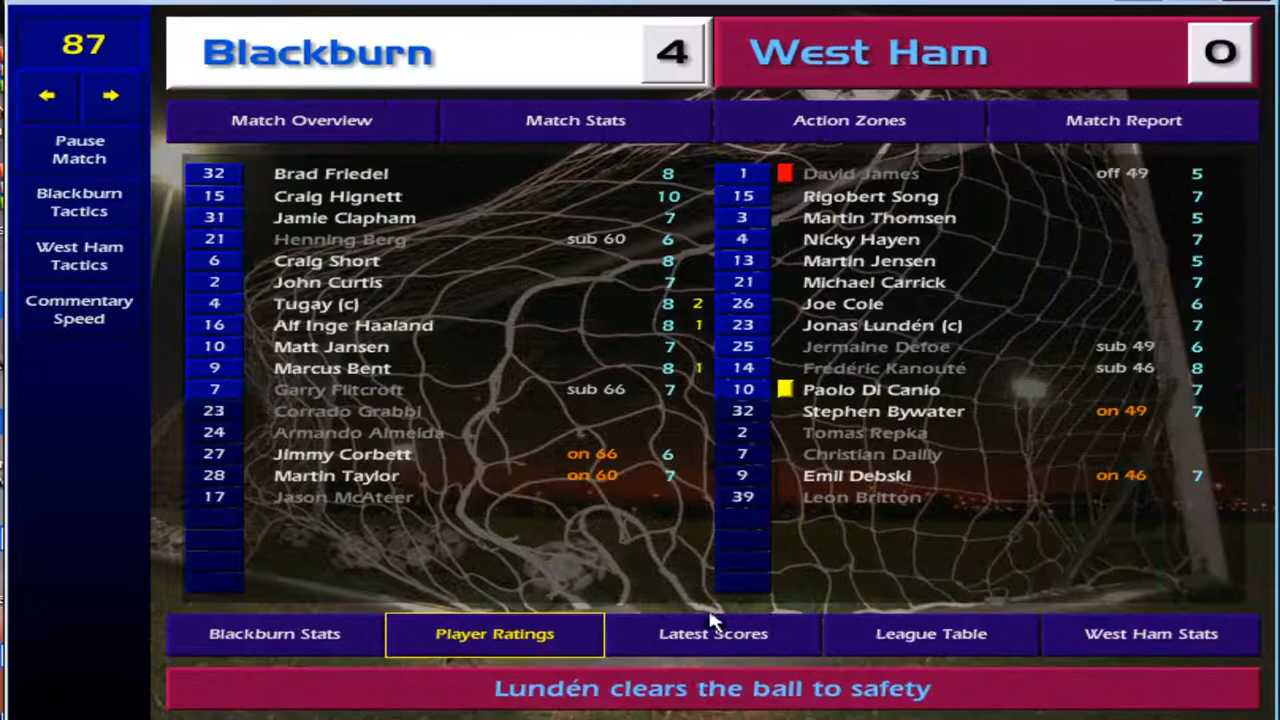 87
Blackburn 4 West Ham 0
Match Overview Match Stats Action Zones Match Report
Pause
Match
Blackburn
Tactics
West Ham
Tactics
Commentary
Speed
32 Brad Friedel 8
15 Craig Hignett 10
31 Jamie Clapham 7
21 Henning Berg sub 60 6
6 Craig Short 8
2 John Curtis 7
4 Tugay (c) 8 2
16 Alf Inge Haaland 8 1
10 Matt Jansen 7
9 Marcus Bent 8 1
7 Garry Flitcroft sub 66 7
23 Corrado Grabbi
24 Armando Almeida
27 Jimmy Corbett on 66 6
28 Martin Taylor on 60 7
17 Jason McAteer
1 David James off 49 5
15 Rigobert Song 7
3 Martin Thomsen 5
4 Nicky Hayen 7
13 Martin Jensen 5
21 Michael Carrick 7
26 Joe Cole 6
23 Jonas Lundén (c) 7
25 Jermaine Defoe sub 49 6
14 Frédéric Kanouté sub 46 8
10 Paolo Di Canio 7
32 Stephen Bywater on 49 7
2 Tomas Repka
7 Christian Dailly
9 Emil Debski on 46 7
39 Leon Britton
Blackburn Stats Player Ratings Latest Scores League Table West Ham Stats
Lundén clears the ball to safety